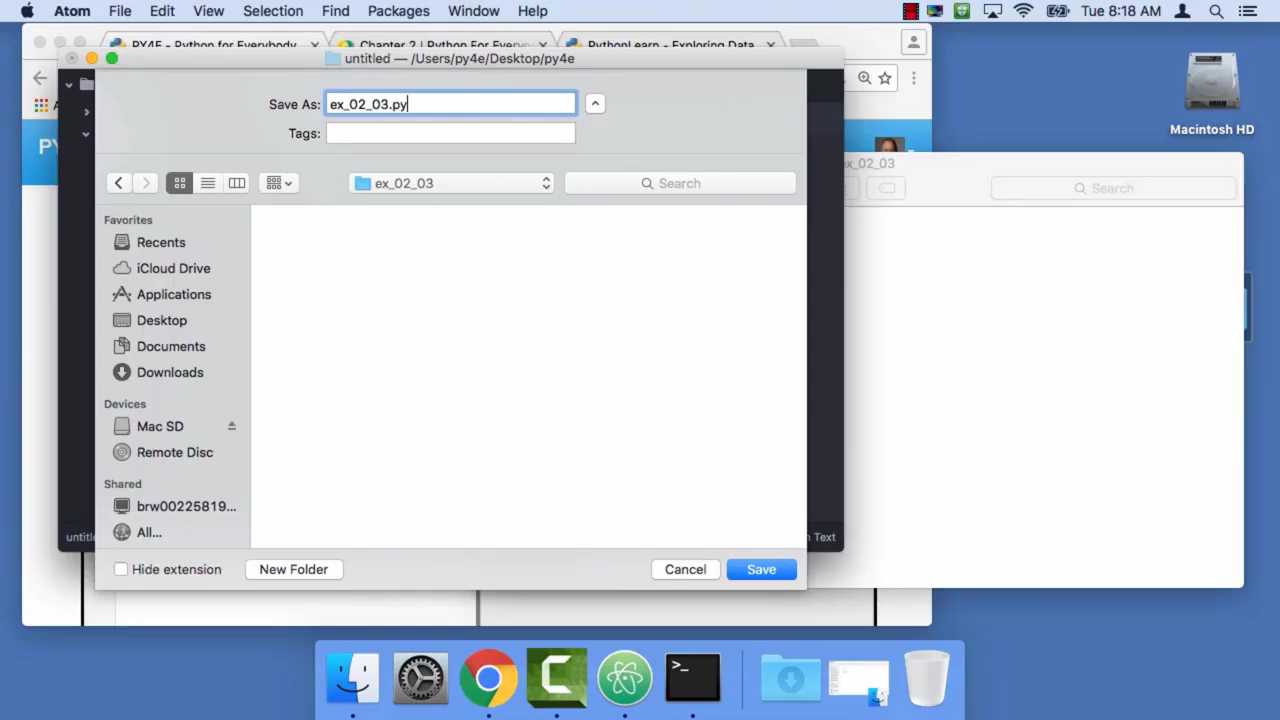 Atom File Edit View Selection Find Packages Window Help Tue 8:18 AM
PY4E - Python for Everybody Chapter 2 | Python For Every PythonLearn - Exploring Data
untitled — /Users/py4e/Desktop/py4e
Save As: ex_02_03.py
Tags:
ex_02_03 Search
Favorites
Recents
iCloud Drive
Applications
Desktop
Documents
Downloads
Devices
Mac SD
Remote Disc
Shared
brw00225819...
All...
Hide extension New Folder Cancel Save
Macintosh HD
ex_02_03
Search
PY
untitle
Text
>_